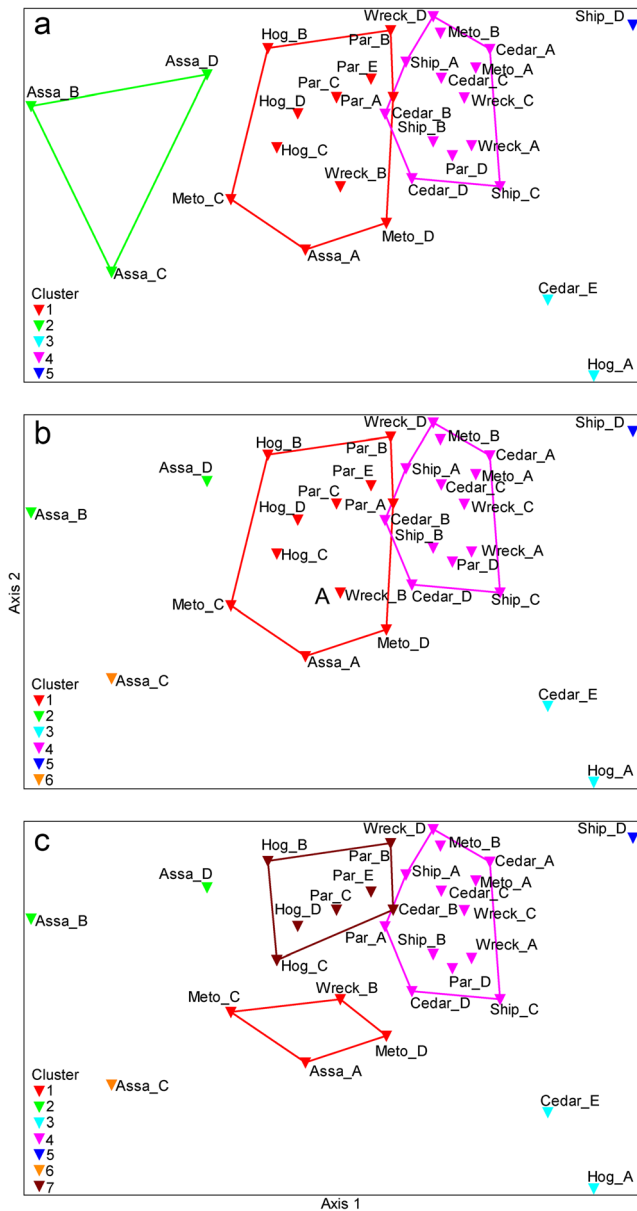 a
Wreck_D
Ship_D
Hog_B
Par_B
Meto_B
Cedar_A
Assa_D
Par_E
Ship_A
Meto_A
Cedar_C
Assa_B
Par_C
Hog_D
Par_A
Wreck_C
Cedar_B
Ship_B
Hog_C
Wreck_A
Par_D
Wreck_B
Meto_C
Cedar_D
Ship_C
Meto_D
Assa_A
Assa_C
Cluster
1
2
3
4
5
Cedar_E
Hog_A
b
Wreck_D
Ship_D
Hog_B
Par_B
Meto_B
Cedar_A
Assa_D
Par_E
Ship_A
Meto_A
Cedar_C
Assa_B
Par_C
Hog_D
Par_A
Wreck_C
Cedar_B
Ship_B
Hog_C
Wreck_A
Par_D
A
Wreck_B
Meto_C
Cedar_D
Ship_C
Meto_D
Assa_A
Assa_C
Axis 2
Cluster
1
2
3
4
5
6
Cedar_E
Hog_A
c
Wreck_D
Ship_D
Hog_B
Par_B
Meto_B
Cedar_A
Assa_D
Par_E
Ship_A
Meto_A
Cedar_C
Assa_B
Par_C
Hog_D
Cedar_B
Wreck_C
Par_A
Ship_B
Hog_C
Wreck_A
Par_D
Meto_C
Wreck_B
Cedar_D
Ship_C
Meto_D
Assa_A
Assa_C
Cluster
1
2
3
4
5
6
7
Cedar_E
Hog_A
Axis 1